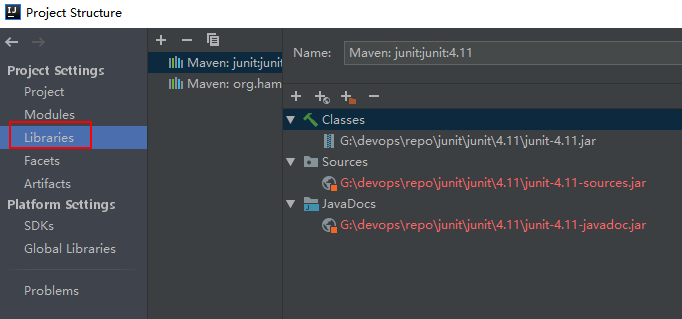 Project Structure
Project Settings
Project
Modules
Libraries
Facets
Artifacts
Platform Settings
SDKs
Global Libraries
Problems
Maven: junit:junit
Maven: org.ham
Name: Maven: junit:junit:4.11
Classes
G:\devops\repo\junit\junit\4.11\junit-4.11.jar
Sources
G:\devops\repo\junit\junit\4.11\junit-4.11-sources.jar
JavaDocs
G:\devops\repo\junit\junit\4.11\junit-4.11-javadoc.jar